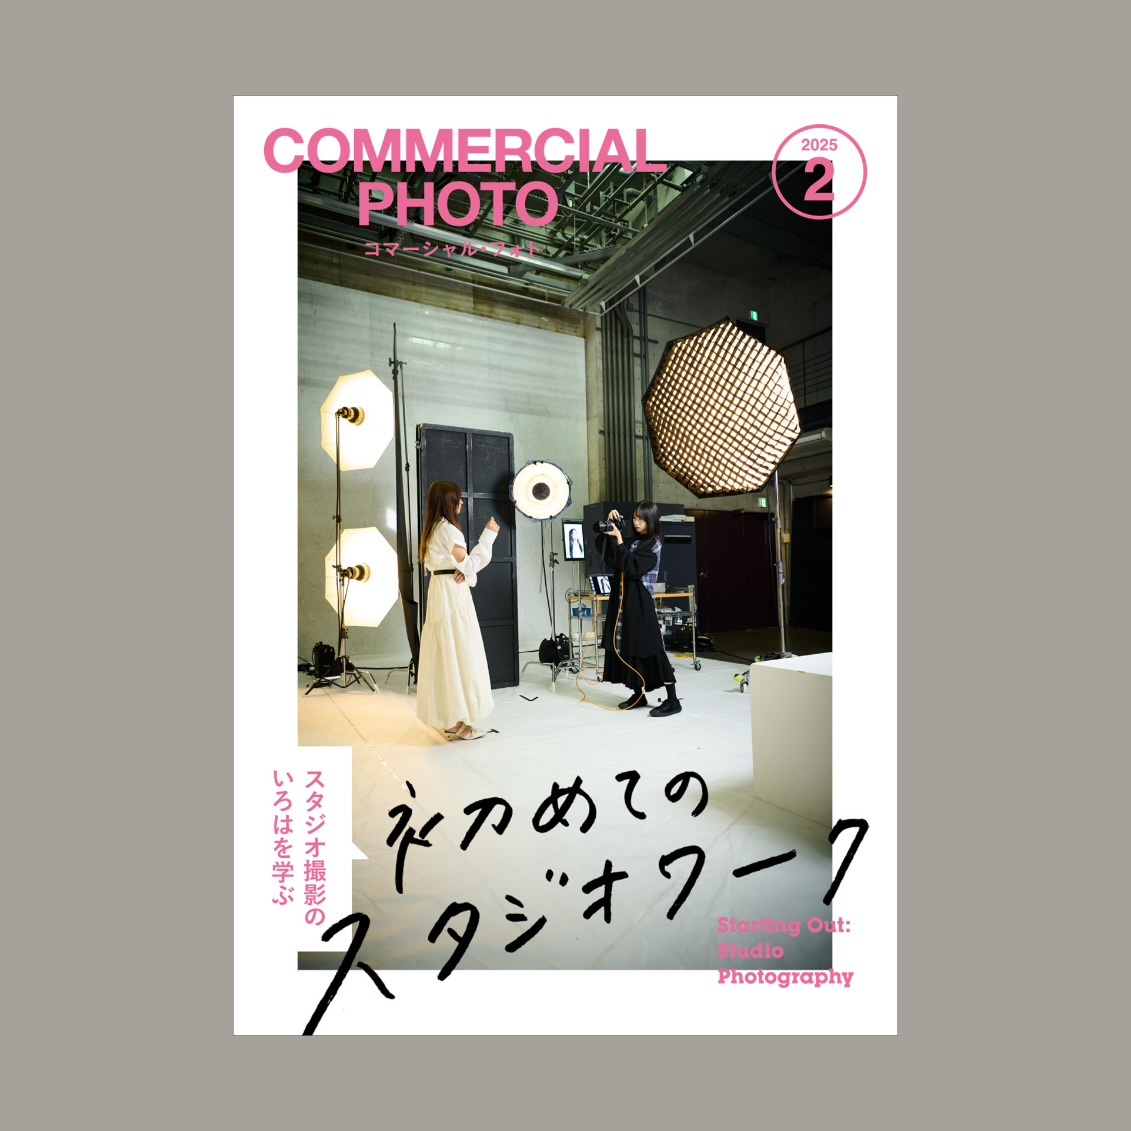 COMMERCIAL
PHOTO
コマーシャル・フォト
2025
2
スタジオ撮影の
いろはを学ぶ
初めての
スタジオワーク
Starting Out:
Studio
Photography